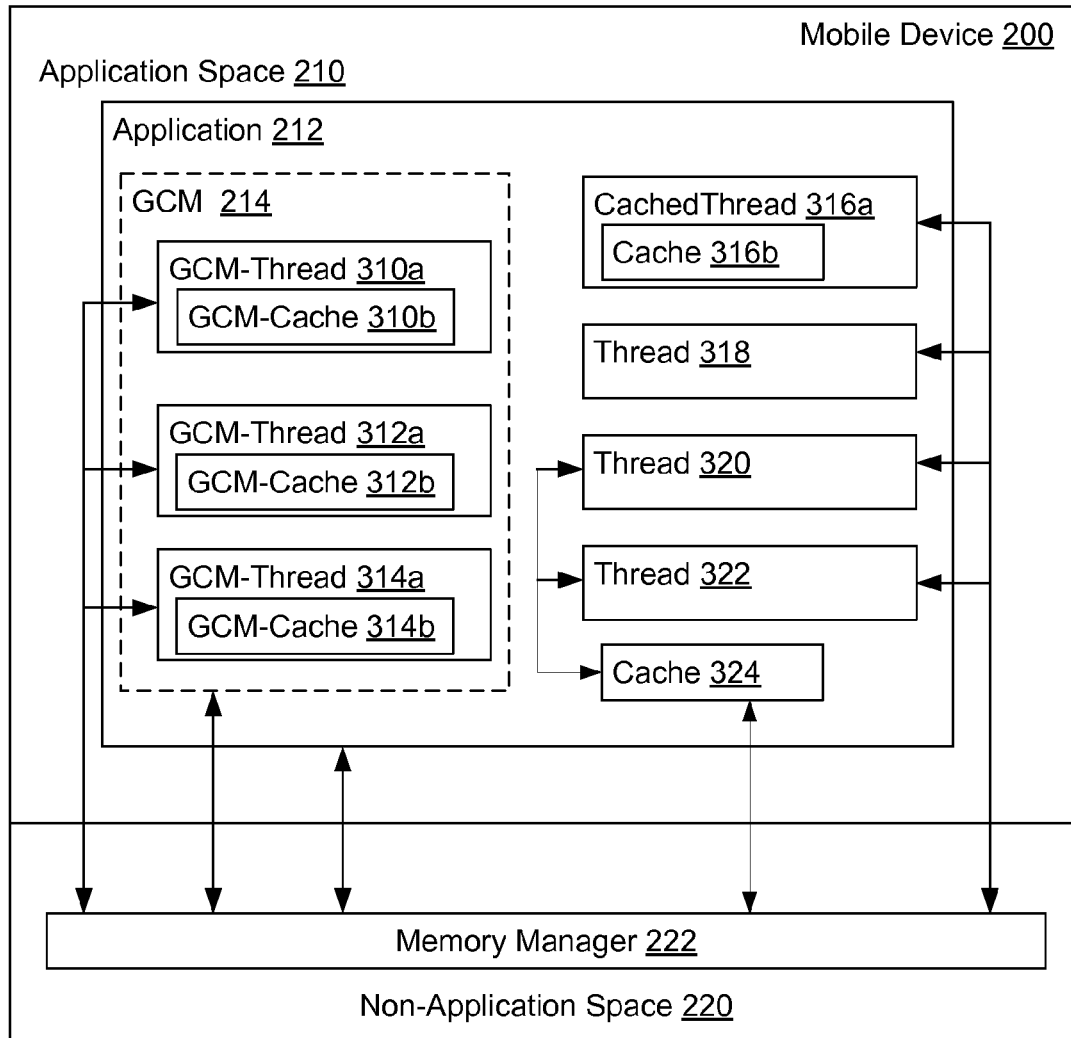 Mobile Device 200
Application Space 210
Application 212
GCM 214
GCM-Thread 310a
GCM-Cache 310b
GCM-Thread 312a
GCM-Cache 312b
GCM-Thread 314a
GCM-Cache 314b
CachedThread 316a
Cache 316b
Thread 318
Thread 320
Thread 322
Cache 324
Memory Manager 222
Non-Application Space 220